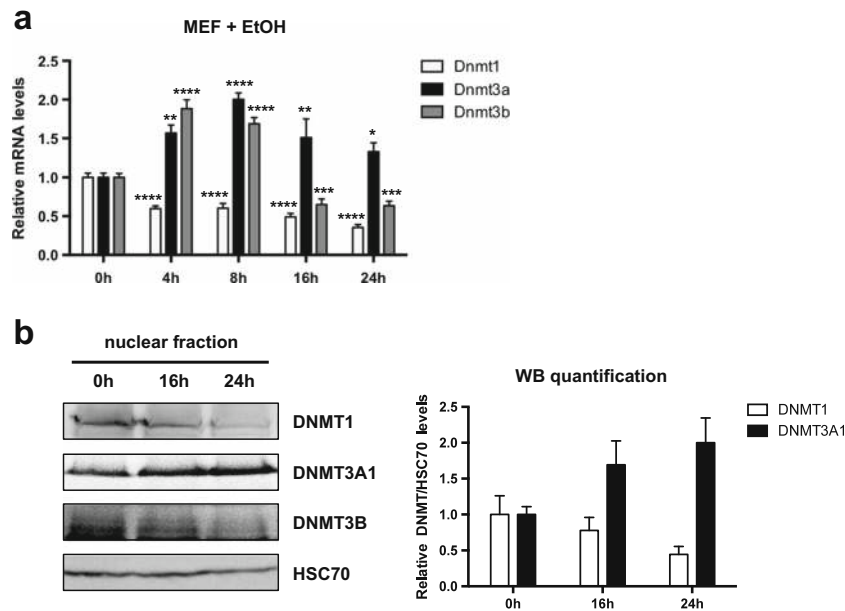 a
MEF + EtOH
Relative mRNA levels
2.5
2.0
1.5
1.0
0.5
0.0
**** ** **** **** **** **** **** ** *** **** * ***
0h 4h 8h 16h 24h
Dnmt1
Dnmt3a
Dnmt3b
b
nuclear fraction
0h 16h 24h
DNMT1
DNMT3A1
DNMT3B
HSC70
WB quantification
Relative DNMT/HSC70 levels
2.5
2.0
1.5
1.0
0.5
0.0
0h 16h 24h
DNMT1
DNMT3A1